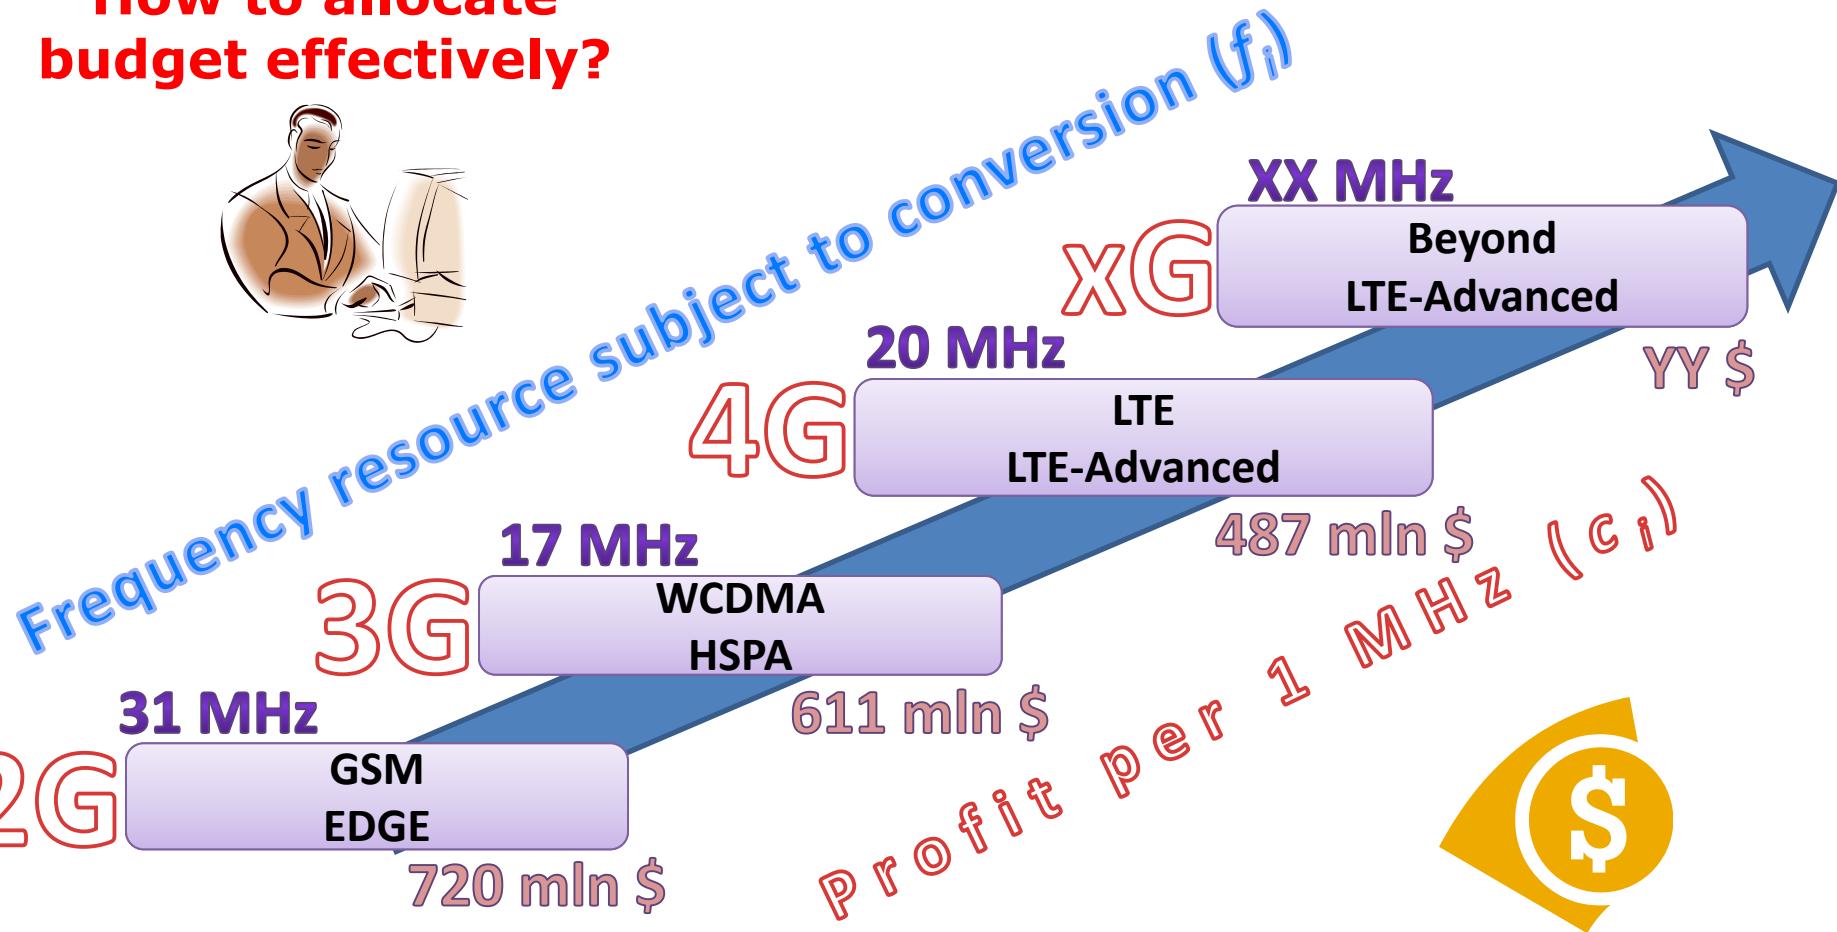 How to allocate
budget effectively?
Frequency resource subject to conversion (fi)
XX MHz
xG
Beyond
LTE-Advanced
YY $
20 MHz
4G
LTE
LTE-Advanced
487 mln $
17 MHz
3G
WCDMA
HSPA
611 mln $
31 MHz
2G
GSM
EDGE
720 mln $
Profit per 1 MHz (ci)
$